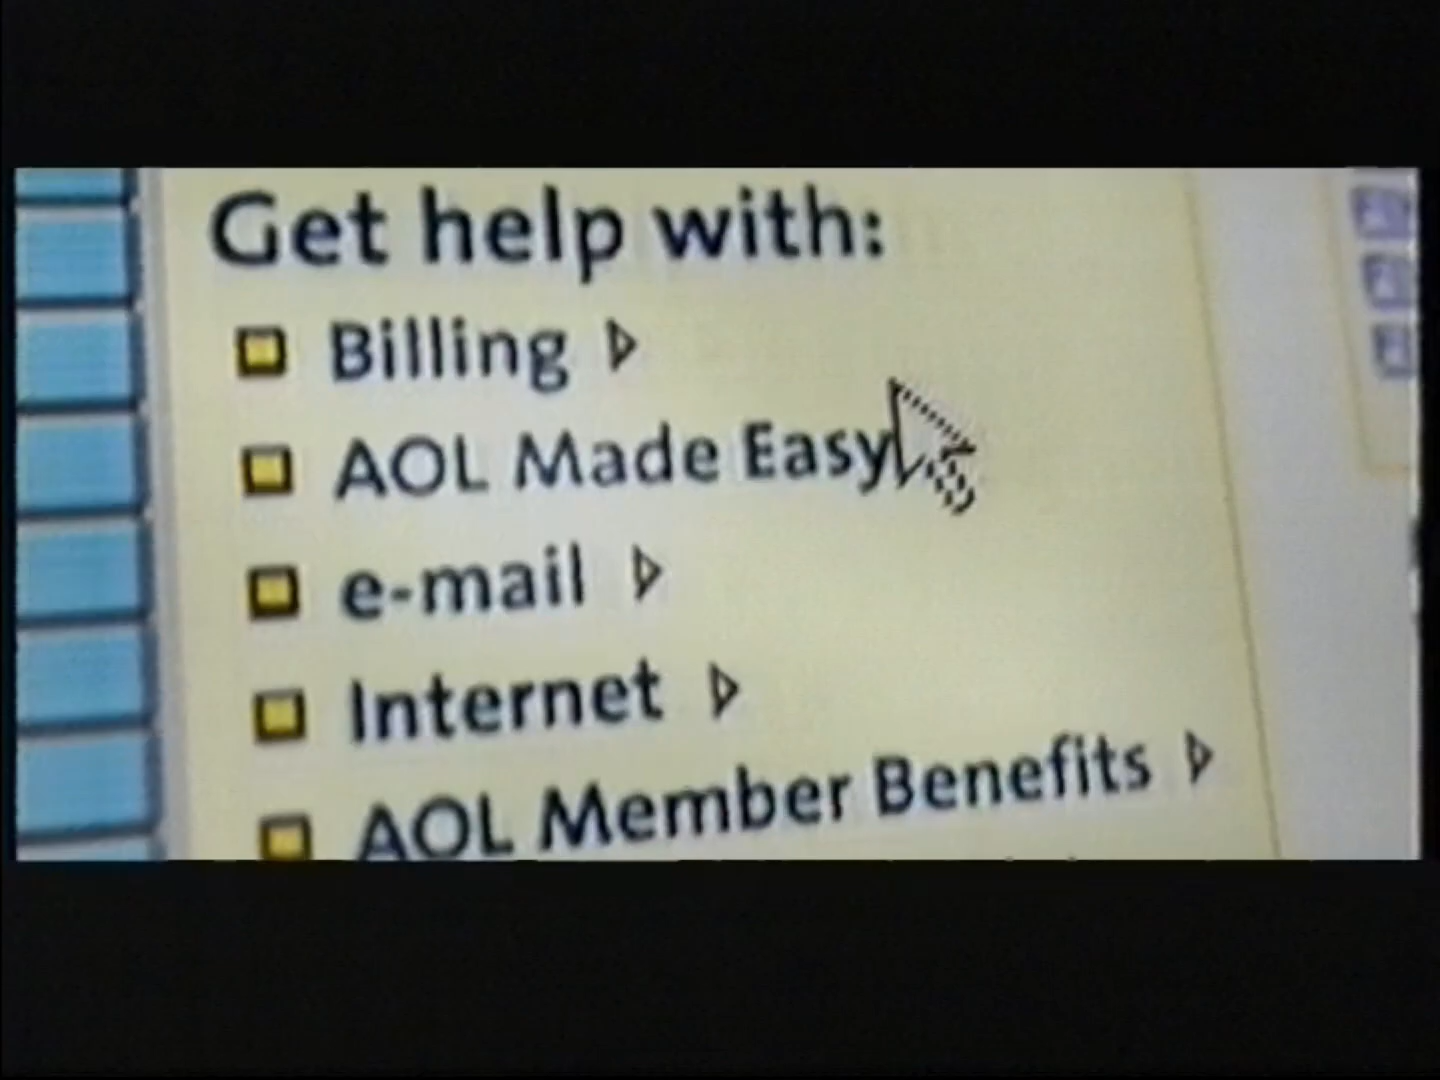 Get help with:
Billing
AOL Made Easy
e-mail
Internet
AOL Member Benefits